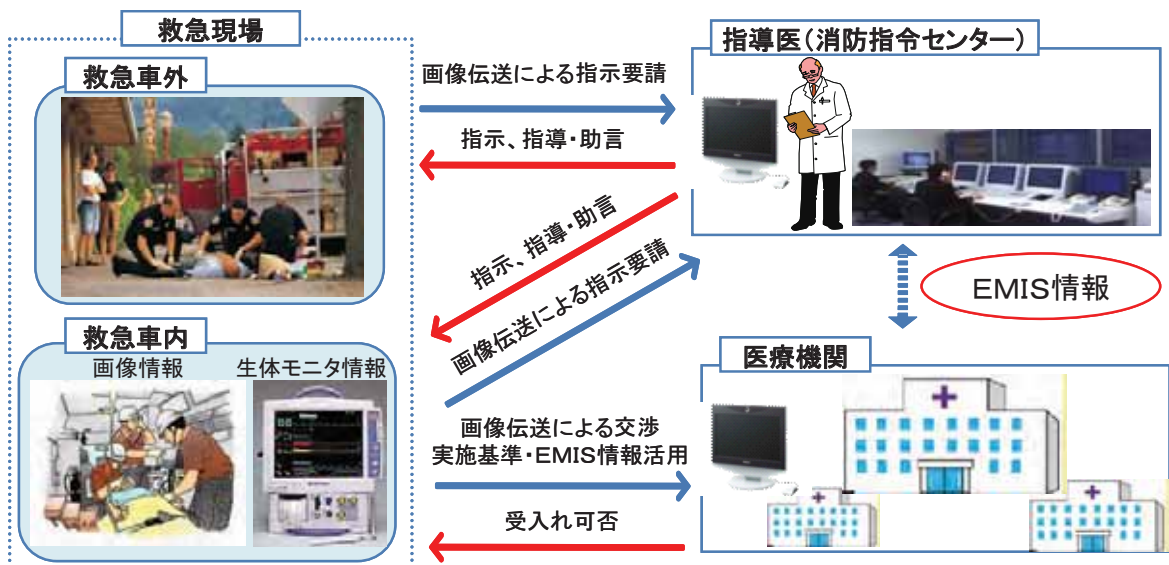 救急現場
救急車外
救急車内
画像情報
生体モニタ情報
画像伝送による指示要請
指示、指導・助言
指示、指導・助言
画像伝送による指示要請
画像伝送による交渉
実施基準・EMIS情報活用
受入れ可否
指導医(消防指令センター)
EMIS情報
医療機関